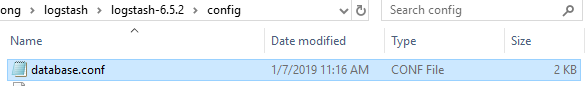 ong › logstash › logstash-6.5.2 › config
Search config
Name Date modified Type Size
database.conf 1/7/2019 11:16 AM CONF File 2 KB